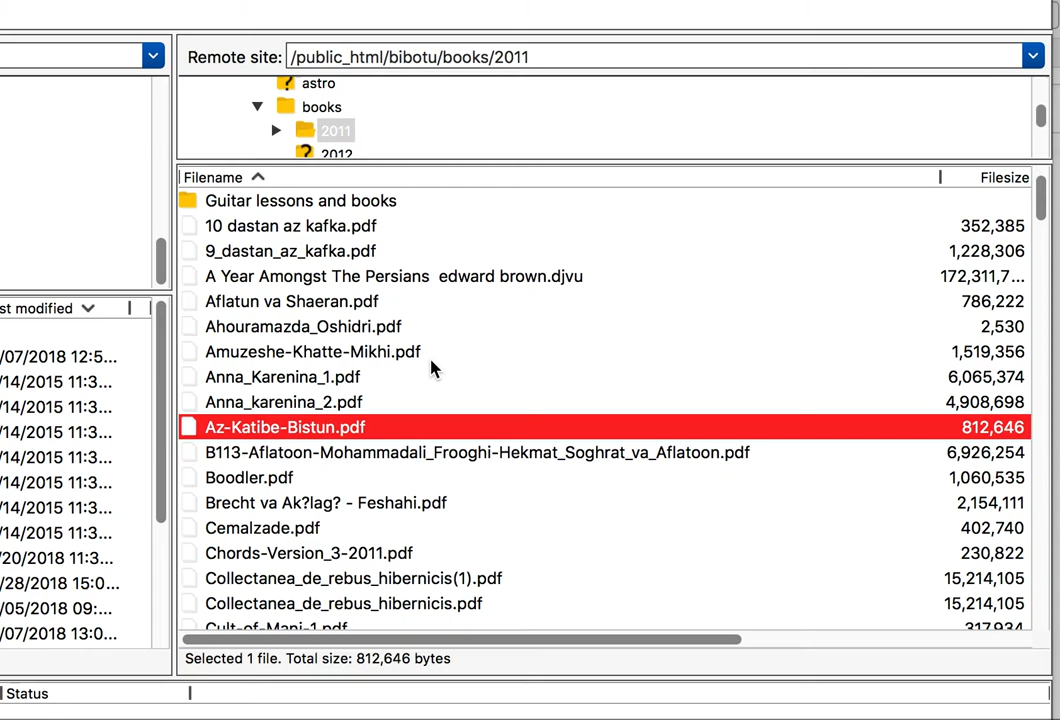 Remote site: /public_html/bibotu/books/2011
astro
books
2011
2012
Filename Filesize
Guitar lessons and books
10 dastan az kafka.pdf 352,385
9_dastan_az_kafka.pdf 1,228,306
A Year Amongst The Persians  edward brown.djvu 172,311,7...
Aflatun va Shaeran.pdf 786,222
Ahouramazda_Oshidri.pdf 2,530
Amuzeshe-Khatte-Mikhi.pdf 1,519,356
Anna_Karenina_1.pdf 6,065,374
Anna_karenina_2.pdf 4,908,698
Az-Katibe-Bistun.pdf 812,646
B113-Aflatoon-Mohammadali_Frooghi-Hekmat_Soghrat_va_Aflatoon.pdf 6,926,254
Boodler.pdf 1,060,535
Brecht va Ak?lag? - Feshahi.pdf 2,154,111
Cemalzade.pdf 402,740
Chords-Version_3-2011.pdf 230,822
Collectanea_de_rebus_hibernicis(1).pdf 15,214,105
Collectanea_de_rebus_hibernicis.pdf 15,214,105
Cult-of-Mani-1.pdf 317,934
Selected 1 file. Total size: 812,646 bytes
st modified
/07/2018 12:5...
/14/2015 11:3...
/14/2015 11:3...
/14/2015 11:3...
/14/2015 11:3...
/14/2015 11:3...
/14/2015 11:3...
/14/2015 11:3...
/20/2018 11:3...
/28/2018 15:0...
/05/2018 09:...
/07/2018 13:0...
Status